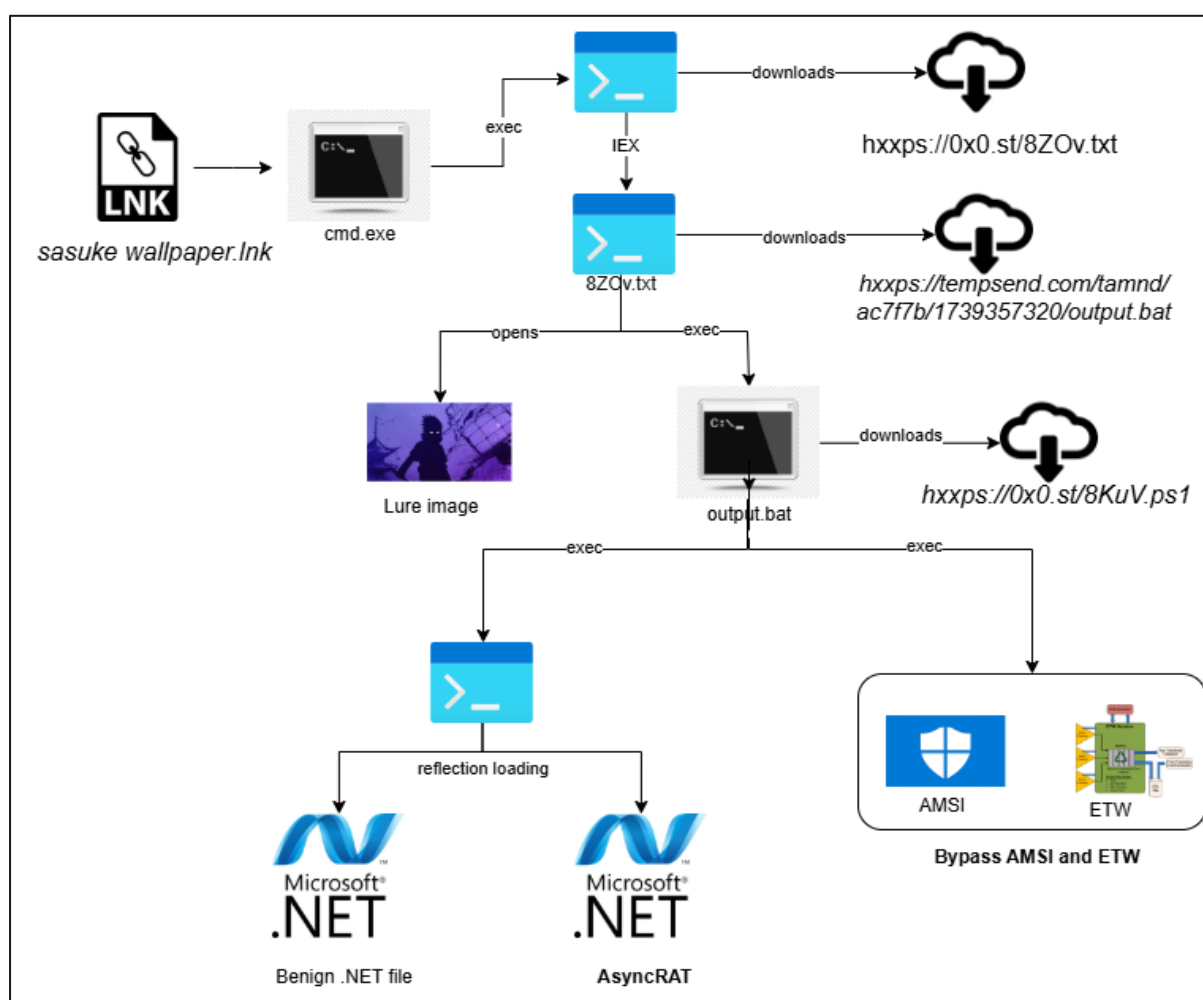 downloads
hxxps://0x0.st/8ZOv.txt
exec
C:\_
LNK
IEX
sasuke wallpaper.lnk
cmd.exe
downloads
8ZOv.txt
hxxps://tempsend.com/tamnd/
ac7f7b/1739357320/output.bat
opens
exec
C:\_
downloads
Lure image
output.bat
hxxps://0x0.st/8KuV.ps1
exec
exec
reflection loading
AMSI
ETW
Bypass AMSI and ETW
TM
Microsoft®
.NET
TM
Microsoft®
.NET
Benign .NET file
AsyncRAT